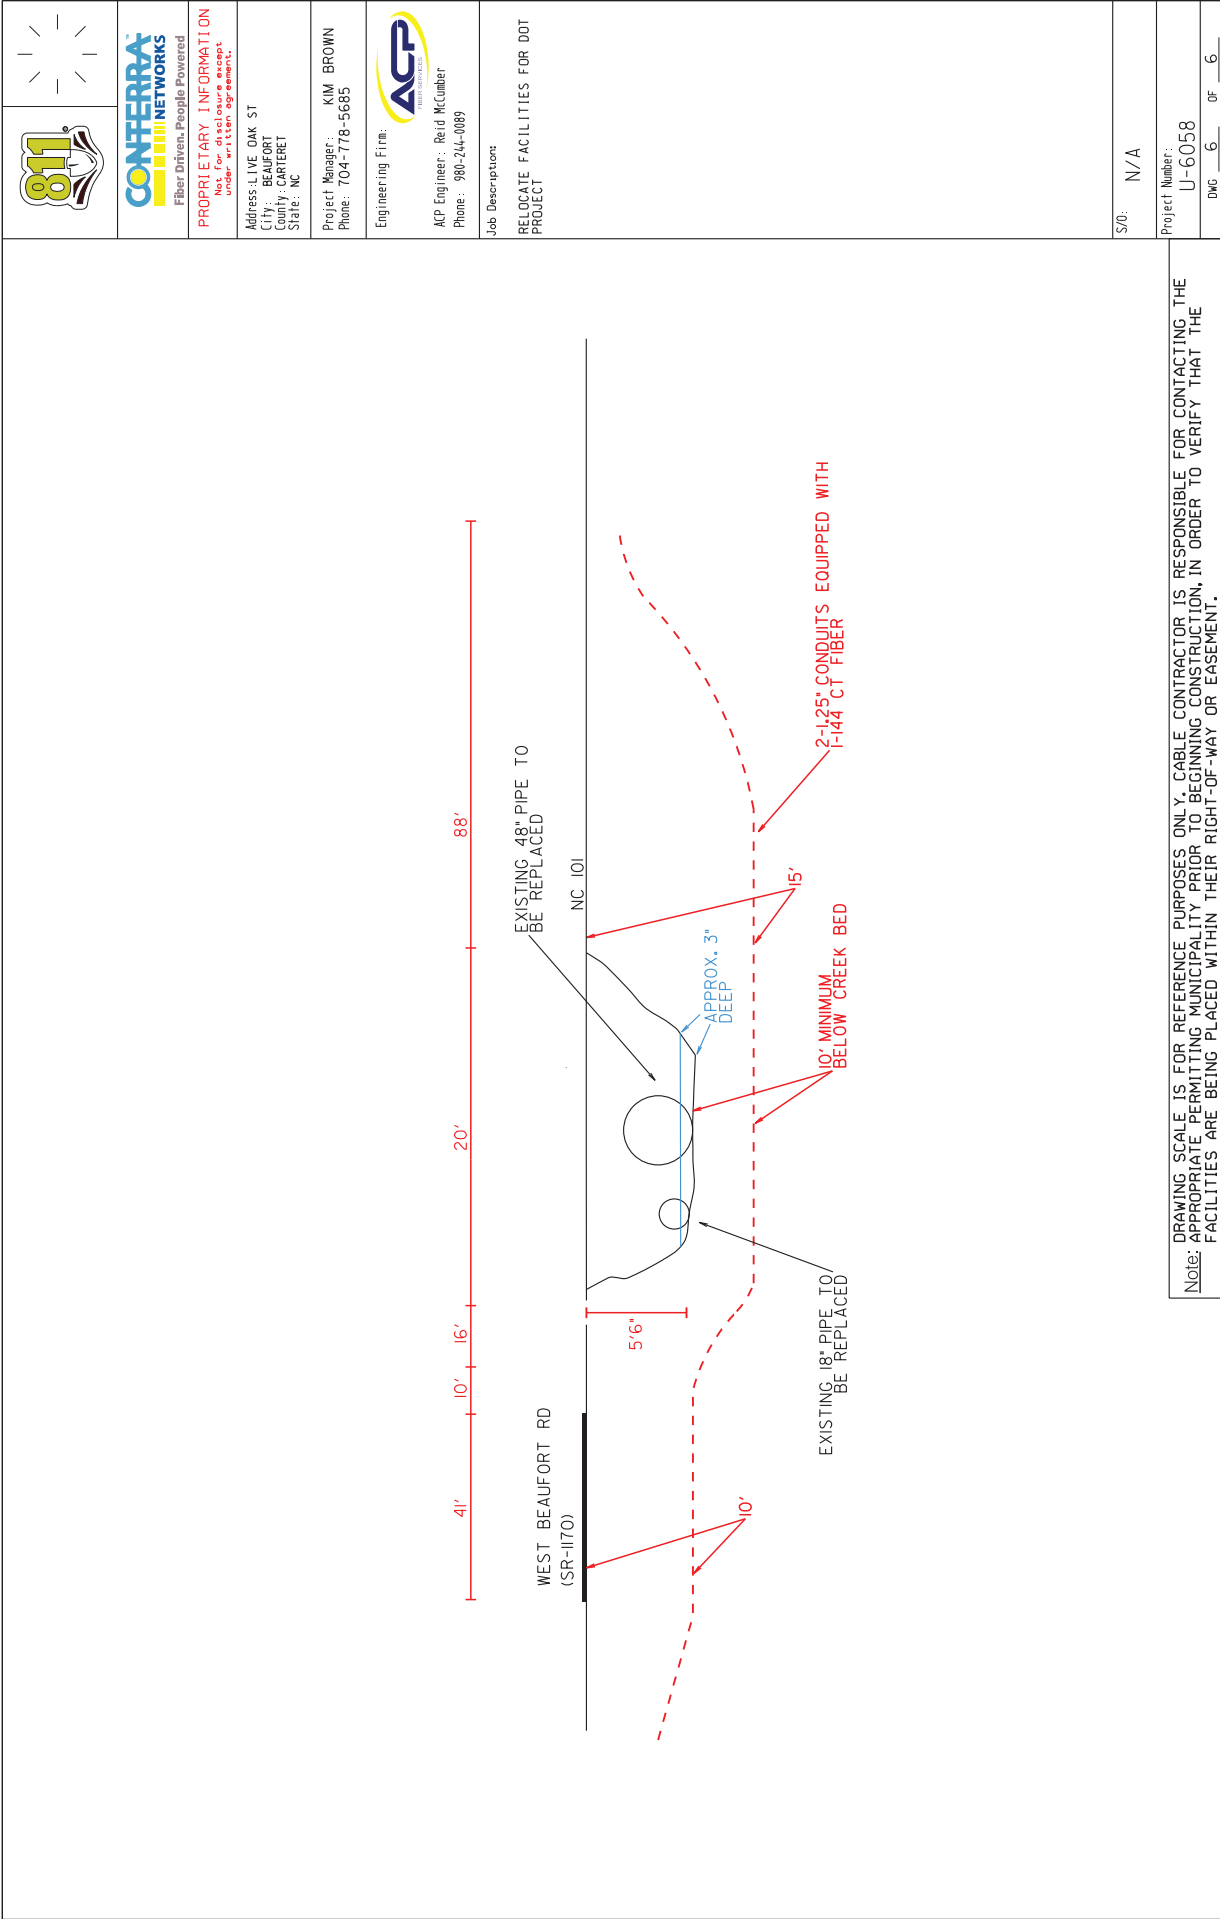 811
CONTERRA™
NETWORKS
Fiber Driven. People Powered
PROPRIETARY INFORMATION
Not for disclosure except
under written agreement.
Address: LIVE OAK ST
City: BEAUFORT
County: CARTERET
State: NC
Project Manager: KIM BROWN
Phone: 704-778-5685
Engineering Firm:
ACP
FIBER SERVICES
ACP Engineer: Reid McCumber
Phone: 980-244-0089
Job Description:
RELOCATE FACILITIES FOR DOT
PROJECT
S/O:
N/A
Project Number:
U-6058
DWG 6 OF 6
41'
10'
16'
20'
88'
WEST BEAUFORT RD
(SR-1170)
EXISTING 48" PIPE TO
BE REPLACED
NC 101
5'6"
APPROX. 3"
DEEP
10'
15'
10' MINIMUM
BELOW CREEK BED
2-1.25" CONDUITS EQUIPPED WITH
1-144 CT FIBER
EXISTING 18" PIPE TO
BE REPLACED
Note: DRAWING SCALE IS FOR REFERENCE PURPOSES ONLY. CABLE CONTRACTOR IS RESPONSIBLE FOR CONTACTING THE
APPROPRIATE PERMITTING MUNICIPALITY PRIOR TO BEGINNING CONSTRUCTION, IN ORDER TO VERIFY THAT THE
FACILITIES ARE BEING PLACED WITHIN THEIR RIGHT-OF-WAY OR EASEMENT.